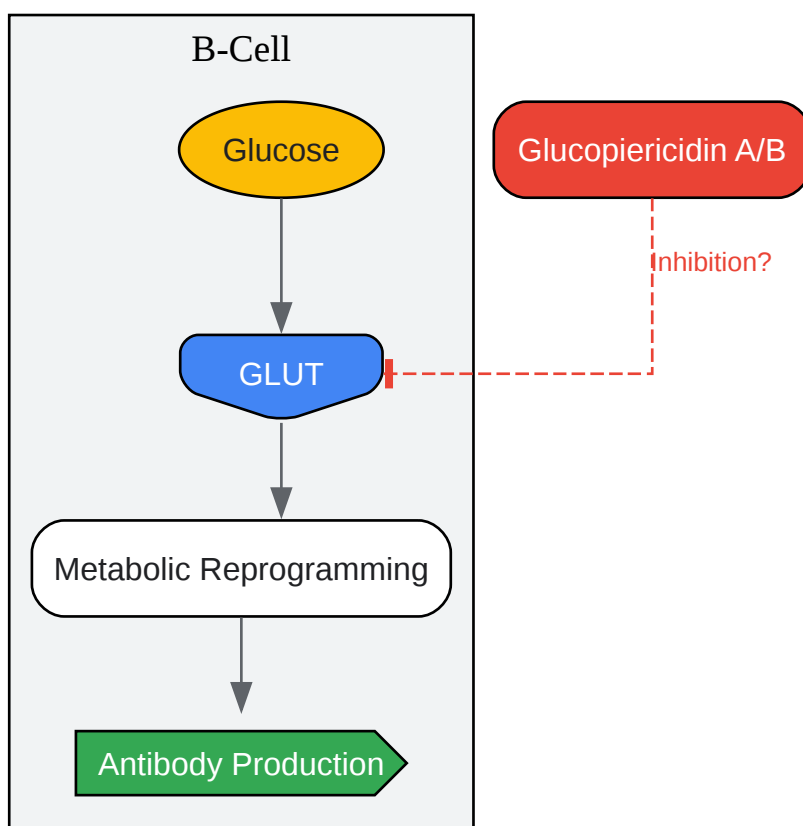 B-Cell
Glucose
Glucopiericidin A/B
Inhibition?
GLUT
Metabolic Reprogramming
Antibody Production